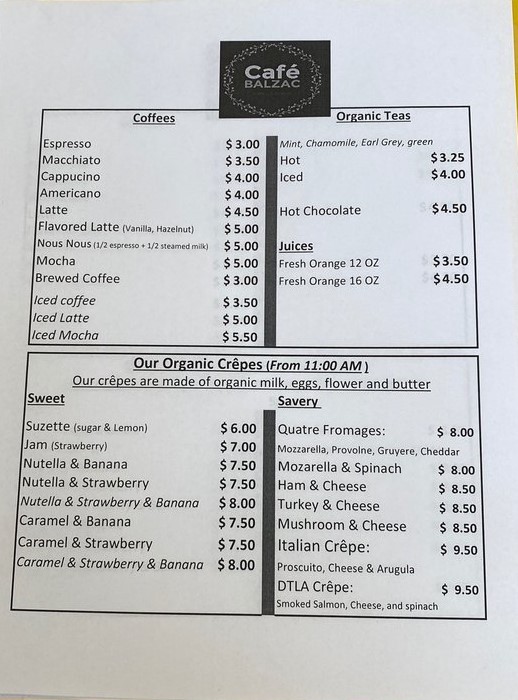 Café
BALZAC
Coffees
Espresso $ 3.00
Macchiato $ 3.50
Cappucino $ 4.00
Americano $ 4.00
Latte $ 4.50
Flavored Latte (Vanilla, Hazelnut) $ 5.00
Nous Nous (1/2 espresso + 1/2 steamed milk) $ 5.00
Mocha $ 5.00
Brewed Coffee $ 3.00
Iced coffee $ 3.50
Iced Latte $ 5.00
Iced Mocha $ 5.50
Organic Teas
Mint, Chamomile, Earl Grey, green
Hot $ 3.25
Iced $ 4.00
Hot Chocolate $ 4.50
Juices
Fresh Orange 12 OZ $ 3.50
Fresh Orange 16 OZ $ 4.50
Our Organic Crêpes (From 11:00 AM )
Our crêpes are made of organic milk, eggs, flower and butter
Sweet
Suzette (sugar & Lemon) $ 6.00
Jam (Strawberry) $ 7.00
Nutella & Banana $ 7.50
Nutella & Strawberry $ 7.50
Nutella & Strawberry & Banana $ 8.00
Caramel & Banana $ 7.50
Caramel & Strawberry $ 7.50
Caramel & Strawberry & Banana $ 8.00
Savery
Quatre Fromages: $ 8.00
Mozzarella, Provolne, Gruyere, Cheddar
Mozarella & Spinach $ 8.00
Ham & Cheese $ 8.50
Turkey & Cheese $ 8.50
Mushroom & Cheese $ 8.50
Italian Crêpe: $ 9.50
Proscuito, Cheese & Arugula
DTLA Crêpe: $ 9.50
Smoked Salmon, Cheese, and spinach